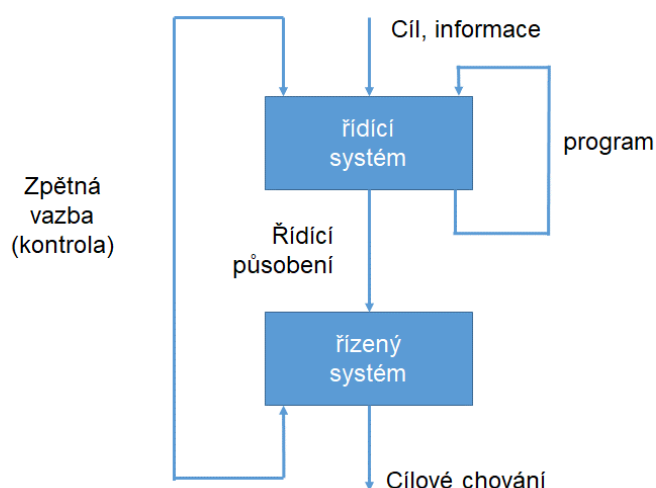 Cíl, informace
řídící
systém
program
Zpětná
vazba
(kontrola)
Řídící
působení
řízený
systém
Cílové chování